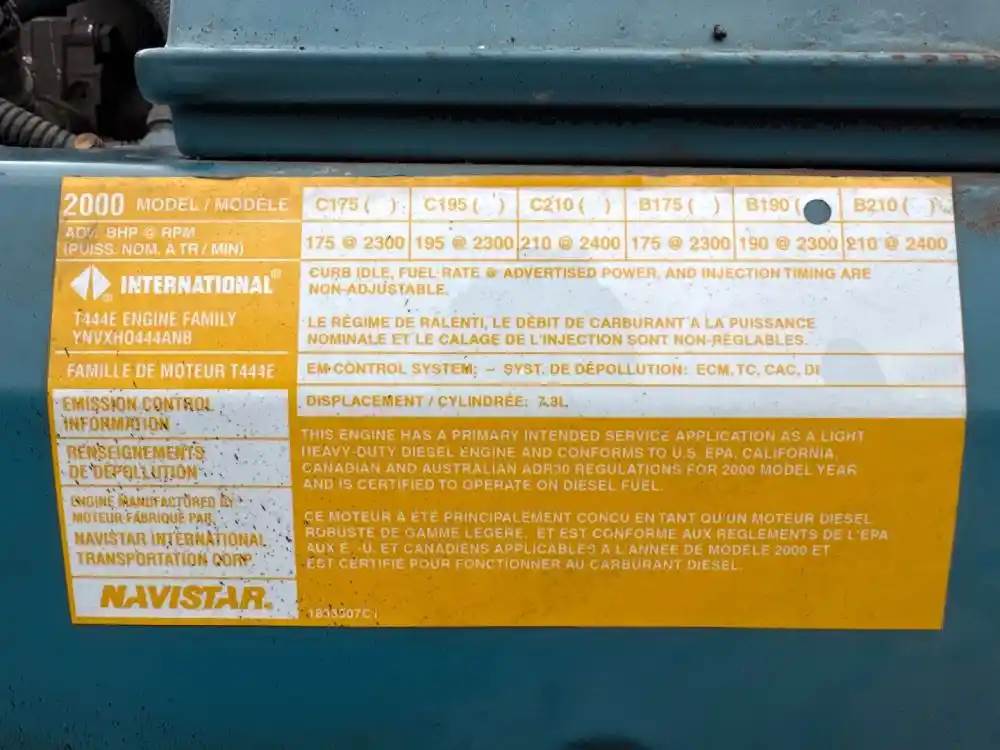 2000 MODEL / MODÈLE
C175 ( ) C195 ( ) C210 ( ) B175 ( ) B190 ( ) B210 ( )
ADV. BHP @ RPM
(PUISS. NOM. A TR / MIN)
175 @ 2300 195 @ 2300 210 @ 2400 175 @ 2300 190 @ 2300 210 @ 2400
INTERNATIONAL®
T444E ENGINE FAMILY
YNVXH0444ANB
FAMILLE DE MOTEUR T444E
CURB IDLE, FUEL RATE @ ADVERTISED POWER, AND INJECTION TIMING ARE
NON-ADJUSTABLE.
LE RÉGIME DE RALENTI, LE DÉBIT DE CARBURANT A LA PUISSANCE
NOMINALE ET LE CALAGE DE L'INJECTION SONT NON-RÉGLABLES.
EM-CONTROL SYSTEM; – SYST. DE DÉPOLLUTION: ECM, TC, CAC, DI
DISPLACEMENT / CYLINDRÉE: 7.3L
EMISSION CONTROL
INFORMATION
RENSEIGNEMENTS
DE DÉPOLLUTION
ENGINE MANUFACTURED BY
MOTEUR FABRIQUÉ PAR
NAVISTAR INTERNATIONAL
TRANSPORTATION CORP
NAVISTAR.
THIS ENGINE HAS A PRIMARY INTENDED SERVICE APPLICATION AS A LIGHT
HEAVY-DUTY DIESEL ENGINE AND CONFORMS TO U.S. EPA, CALIFORNIA,
CANADIAN AND AUSTRALIAN ADR30 REGULATIONS FOR 2000 MODEL YEAR
AND IS CERTIFIED TO OPERATE ON DIESEL FUEL.
CE MOTEUR A ÉTÉ PRINCIPALEMENT CONCU EN TANT QU'UN MOTEUR DIESEL
ROBUSTE DE GAMME LEGERE, ET EST CONFORME AUX REGLEMENTS DE L'EPA
AUX E.-U. ET CANADIENS APPLICABLES A L'ANNEE DE MODELE 2000 ET
EST CERTIFIÉ POUR FONCTIONNER AU CARBURANT DIESEL.